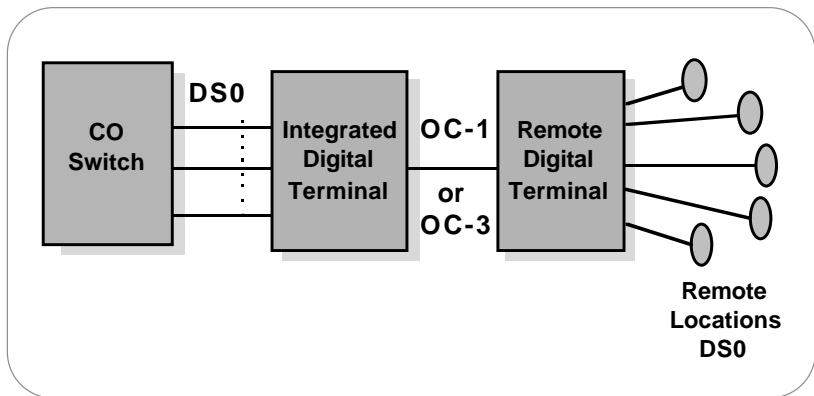 CO
Switch
DS0
Integrated
Digital
Terminal
OC-1
or
OC-3
Remote
Digital
Terminal
Remote
Locations
DS0